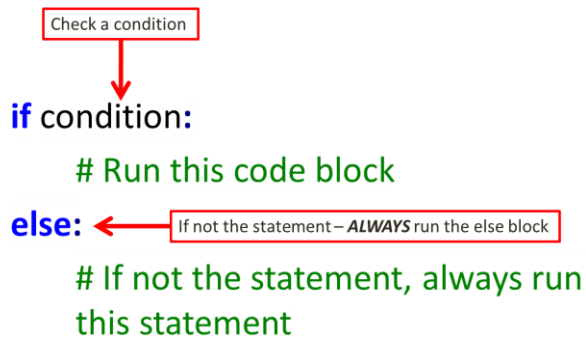 Check a condition
if condition:
# Run this code block
else:
If not the statement – ALWAYS run the else block
# If not the statement, always run
this statement